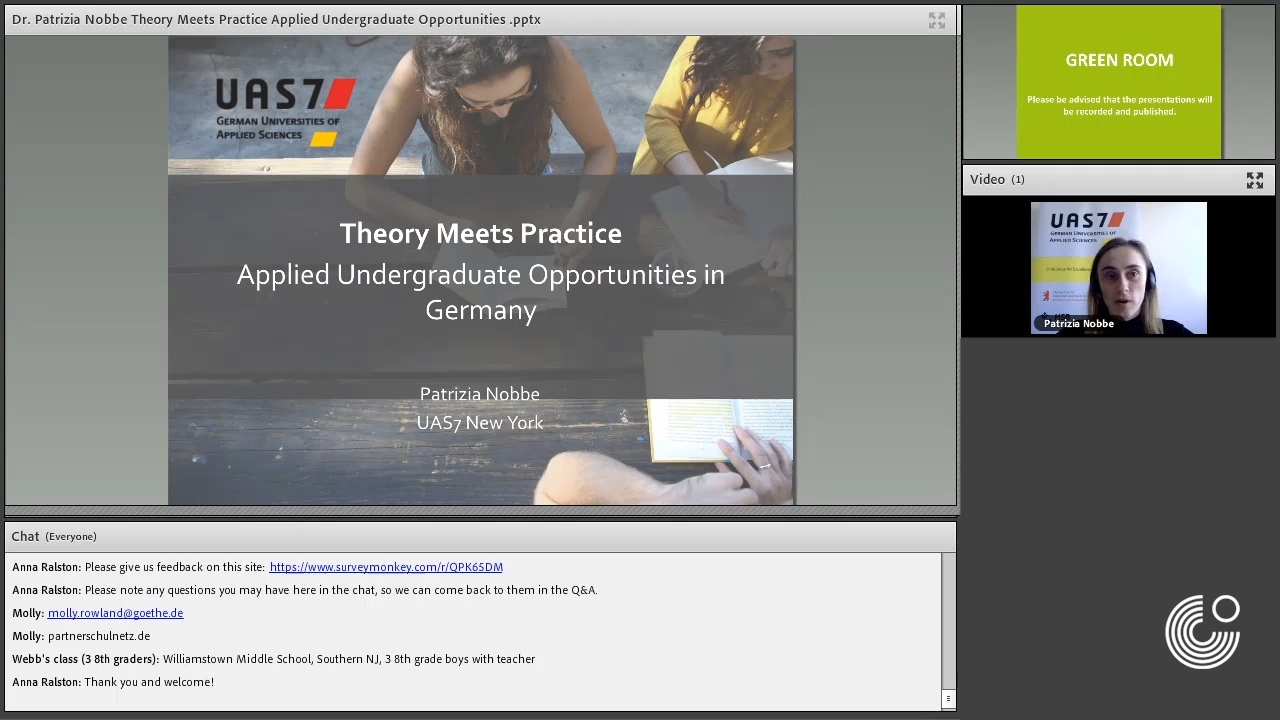 Dr. Patrizia Nobbe Theory Meets Practice Applied Undergraduate Opportunities .pptx
UAS7
GERMAN UNIVERSITIES OF
APPLIED SCIENCES
Theory Meets Practice
Applied Undergraduate Opportunities in
Germany
Patrizia Nobbe
UAS7 New York
GREEN ROOM
Please be advised that the presentations will
be recorded and published.
Video (1)
UAS7
GERMAN UNIVERSITIES OF
APPLIED SCIENCES
Patrizia Nobbe
Chat (Everyone)
Anna Ralston: Please give us feedback on this site: https://www.surveymonkey.com/r/QPK65DM
Anna Ralston: Please note any questions you may have here in the chat, so we can come back to them in the Q&A.
Molly: molly.rowland@goethe.de
Molly: partnerschulnetz.de
Webb's class (3 8th graders): Williamstown Middle School, Southern NJ, 3 8th grade boys with teacher
Anna Ralston: Thank you and welcome!